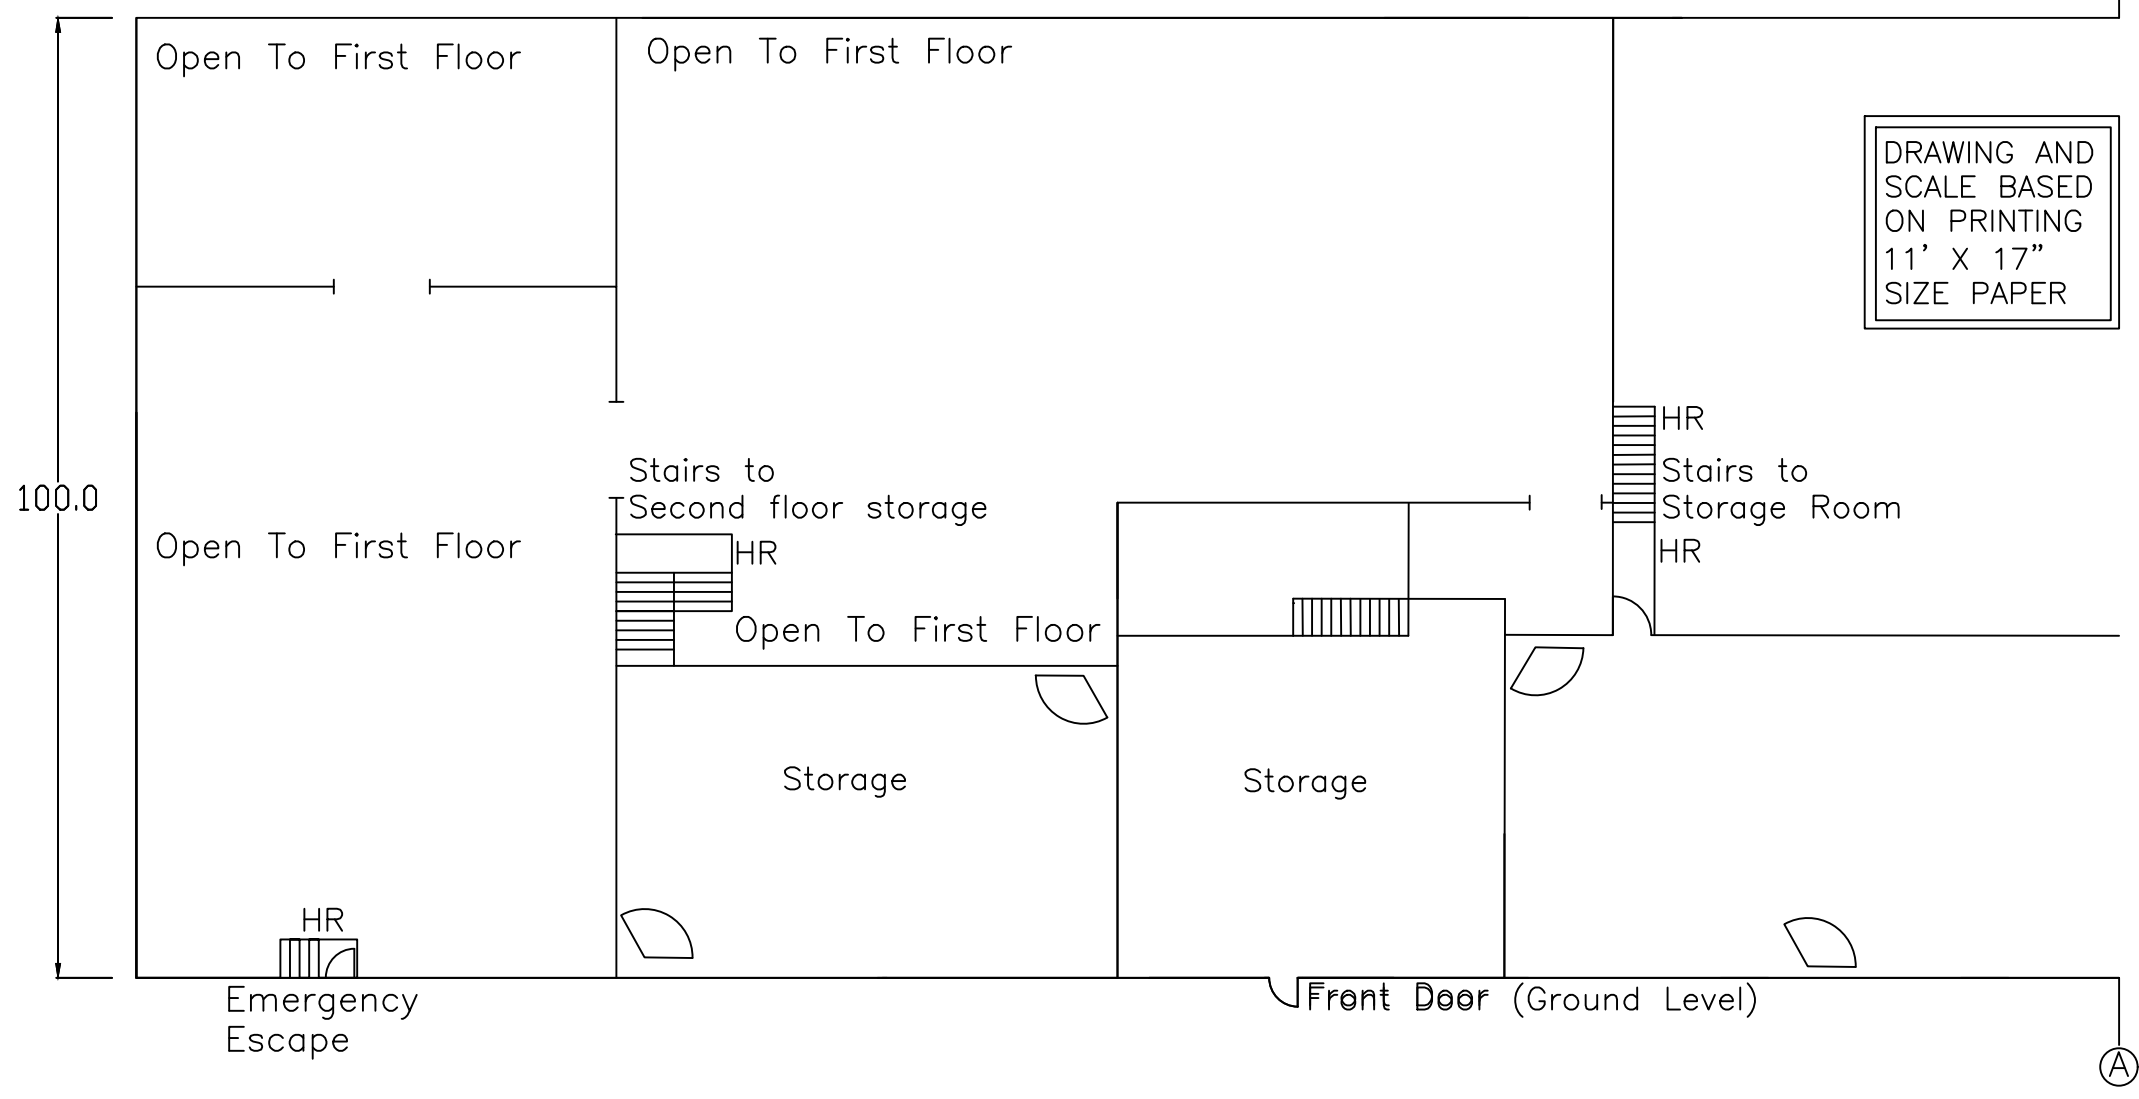 Open To First Floor
Open To First Floor
DRAWING AND
SCALE BASED
ON PRINTING
11' X 17"
SIZE PAPER
HR
Stairs to
Second floor storage
Stairs to
Storage Room
100.0
Open To First Floor
HR
HR
Open To First Floor
Storage
Storage
HR
Emergency
Escape
Front Door (Ground Level)
A